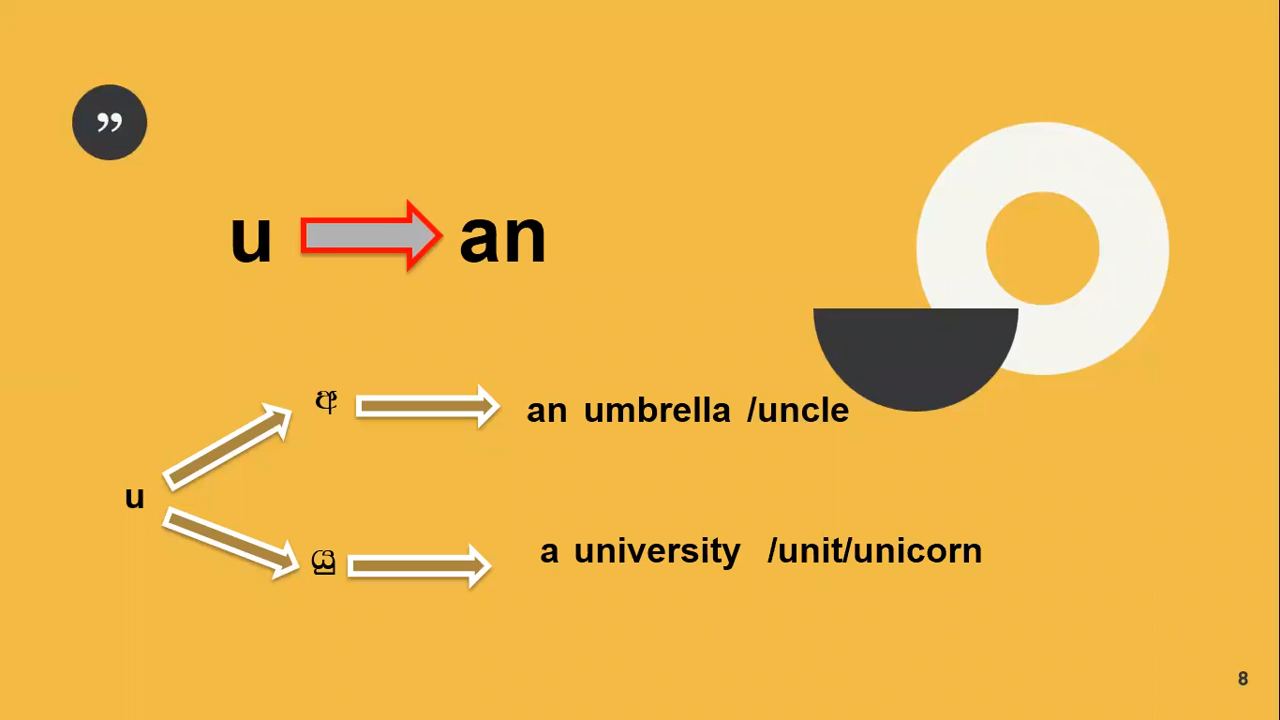 ”
u an
අ an umbrella /uncle
u
යු a university /unit/unicorn
8